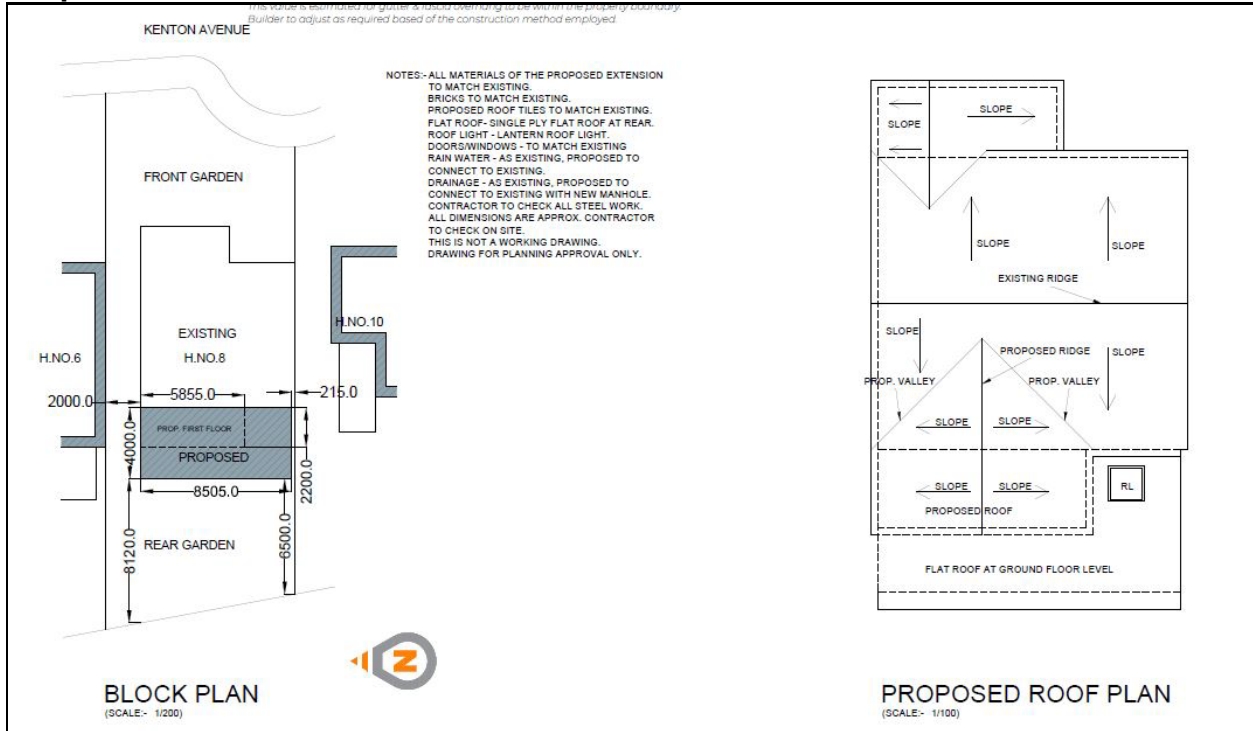 This value is estimated for gutter & fascia overhang to be within the property boundary.
Builder to adjust as required based of the construction method employed.
KENTON AVENUE
NOTES:- ALL MATERIALS OF THE PROPOSED EXTENSION
TO MATCH EXISTING.
BRICKS TO MATCH EXISTING.
PROPOSED ROOF TILES TO MATCH EXISTING.
FLAT ROOF- SINGLE PLY FLAT ROOF AT REAR.
ROOF LIGHT - LANTERN ROOF LIGHT.
DOORS/WINDOWS - TO MATCH EXISTING
RAIN WATER - AS EXISTING, PROPOSED TO
CONNECT TO EXISTING.
DRAINAGE - AS EXISTING, PROPOSED TO
CONNECT TO EXISTING WITH NEW MANHOLE.
CONTRACTOR TO CHECK ALL STEEL WORK.
ALL DIMENSIONS ARE APPROX. CONTRACTOR
TO CHECK ON SITE.
THIS IS NOT A WORKING DRAWING.
DRAWING FOR PLANNING APPROVAL ONLY.
FRONT GARDEN
EXISTING
H.NO.8
H.NO.6
H.NO.10
2000.0
5855.0
215.0
PROP. FIRST FLOOR
4000.0
PROPOSED
2200.0
8505.0
REAR GARDEN
8120.0
6500.0
N
BLOCK PLAN
(SCALE:- 1/200)
SLOPE
SLOPE
SLOPE
SLOPE
EXISTING RIDGE
SLOPE
PROPOSED RIDGE
SLOPE
PROP. VALLEY
PROP. VALLEY
SLOPE
SLOPE
SLOPE
SLOPE
RL
PROPOSED ROOF
FLAT ROOF AT GROUND FLOOR LEVEL
PROPOSED ROOF PLAN
(SCALE:- 1/100)